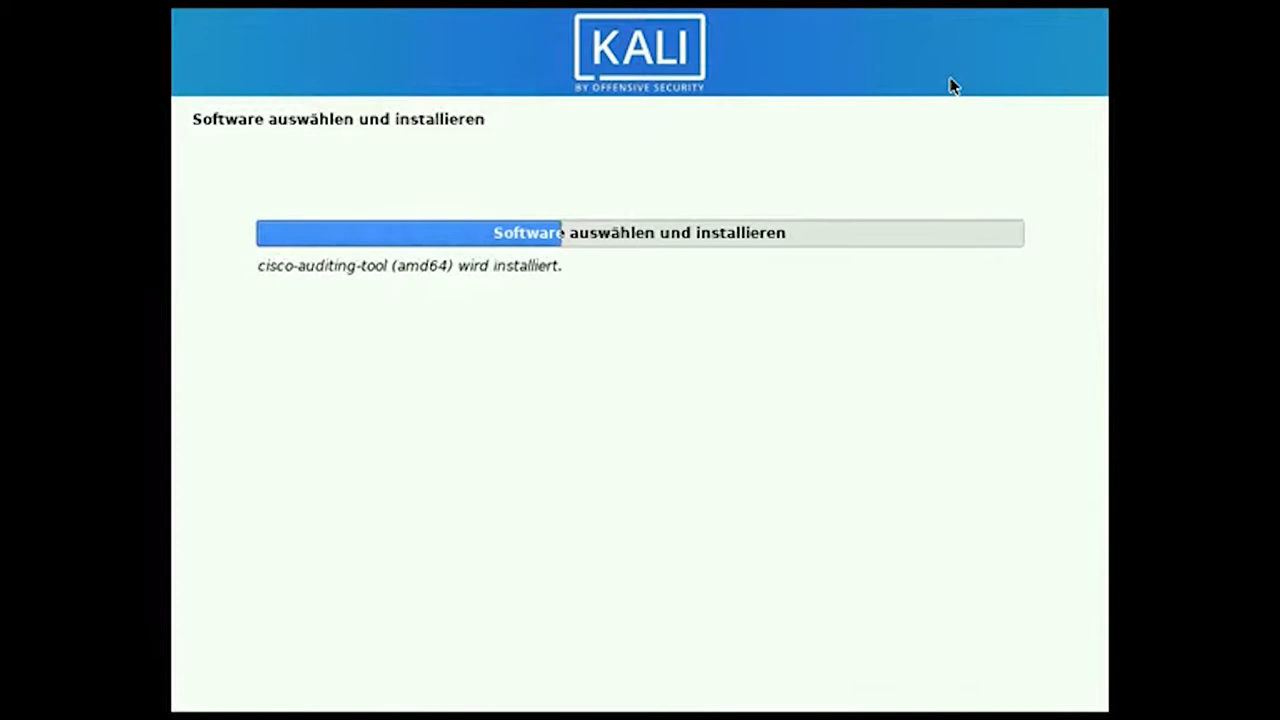 KALI
BY OFFENSIVE SECURITY
Software auswählen und installieren
Software auswählen und installieren
cisco-auditing-tool (amd64) wird installiert.